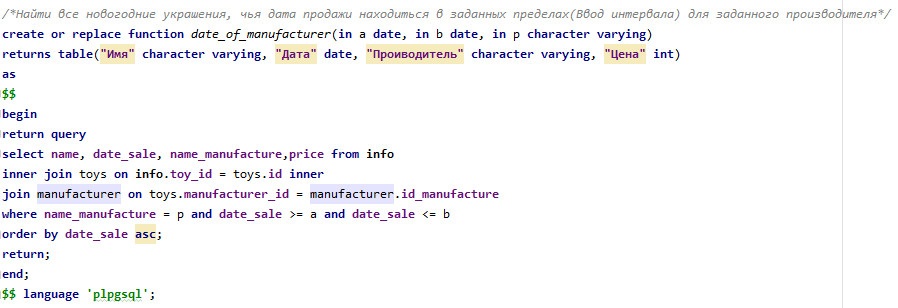 /*Найти все новогодние украшения, чья дата продажи находиться в заданных пределах(Ввод интервала) для заданного производителя*/
create or replace function date_of_manufacturer(in a date, in b date, in p character varying)
returns table("Имя" character varying, "Дата" date, "Проиводитель" character varying, "Цена" int)
as
$$
begin
return query
select name, date_sale, name_manufacture,price from info
inner join toys on info.toy_id = toys.id inner
join manufacturer on toys.manufacturer_id = manufacturer.id_manufacture
where name_manufacture = p and date_sale >= a and date_sale <= b
order by date_sale asc;
return;
end;
$$ language 'plpgsql';